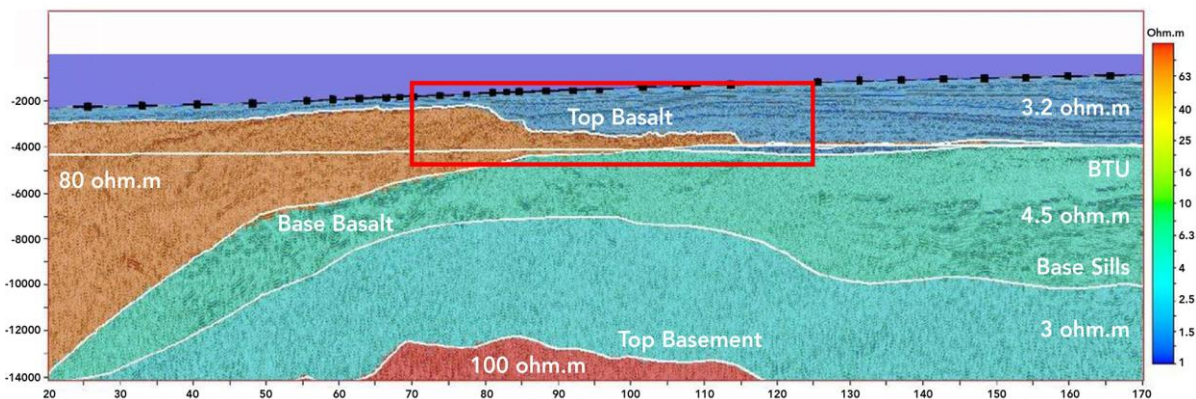 Ohm.m
63
40
25
16
10
6.3
4
2.5
1.5
1
-2000
-4000
-6000
-8000
-10000
-12000
-14000
Top Basalt
3.2 ohm.m
80 ohm.m
BTU
Base Basalt
4.5 ohm.m
Base Sills
Top Basement
3 ohm.m
100 ohm.m
20 30 40 50 60 70 80 90 100 110 120 130 140 150 160 170